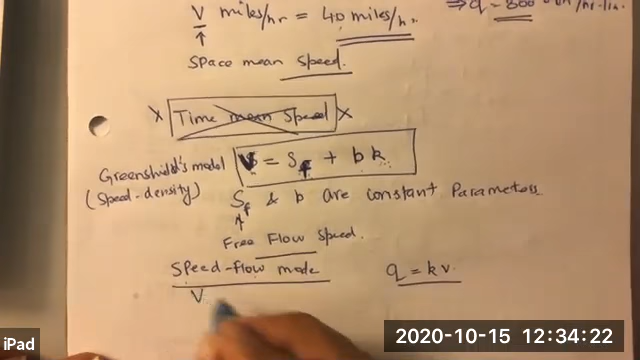 V miles/hr = 40 miles/hr.
⇒ q = 800
Space mean speed.
X Time mean Speed X
Greenshield's model
(Speed-density)
V = Sf + bk
Sf & b are constant Parameters
Free Flow Speed.
Speed-flow mode
q = kv.
V
iPad
2020-10-15 12:34:22